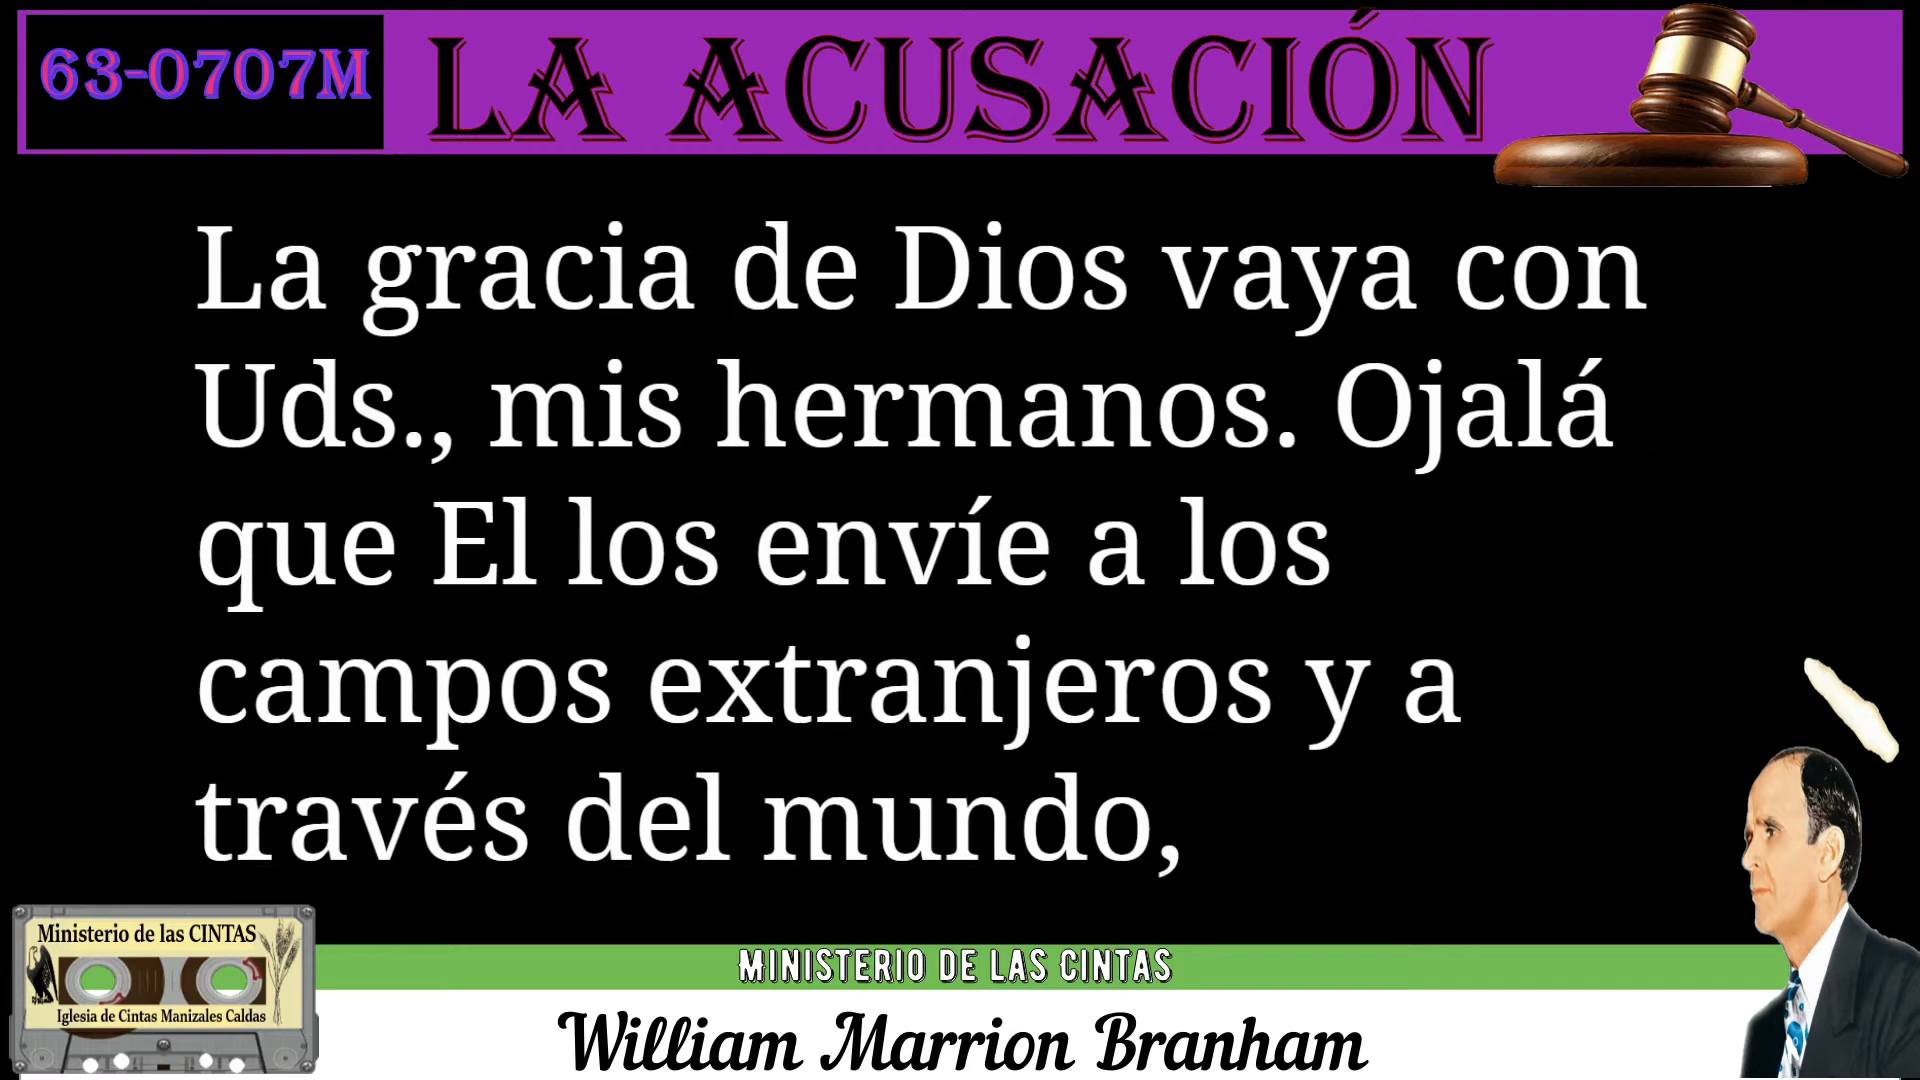 63-0707M
LA ACUSACIÓN
La gracia de Dios vaya con
Uds., mis hermanos. Ojalá
que El los envíe a los
campos extranjeros y a
través del mundo,
Ministerio de las CINTAS
Iglesia de Cintas Manizales Caldas
MINISTERIO DE LAS CINTAS
William Marrion Branham